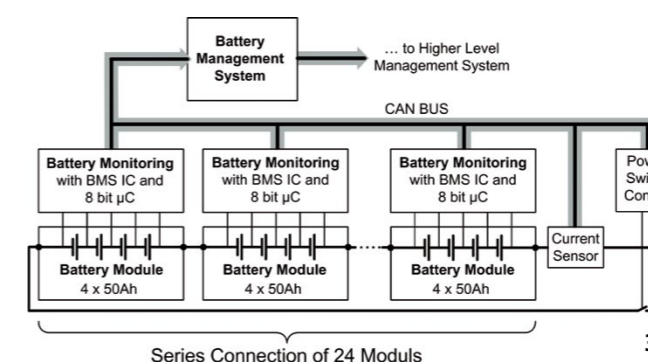 Battery
Management
System
... to Higher Level
Management System
CAN BUS
Battery Monitoring
with BMS IC and
8 bit µC
Battery Monitoring
with BMS IC and
8 bit µC
Battery Monitoring
with BMS IC and
8 bit µC
Battery Module
4 x 50Ah
Battery Module
4 x 50Ah
Battery Module
4 x 50Ah
Current
Sensor
Series Connection of 24 Moduls